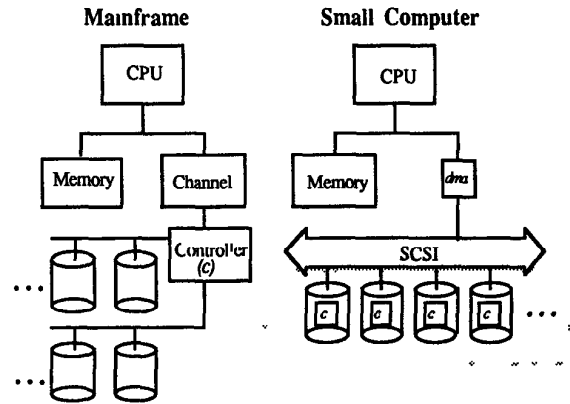 Mainframe
CPU
Memory
Channel
Controller
(c)
...
...
Small Computer
CPU
Memory
dma
SCSI
c c c c ...